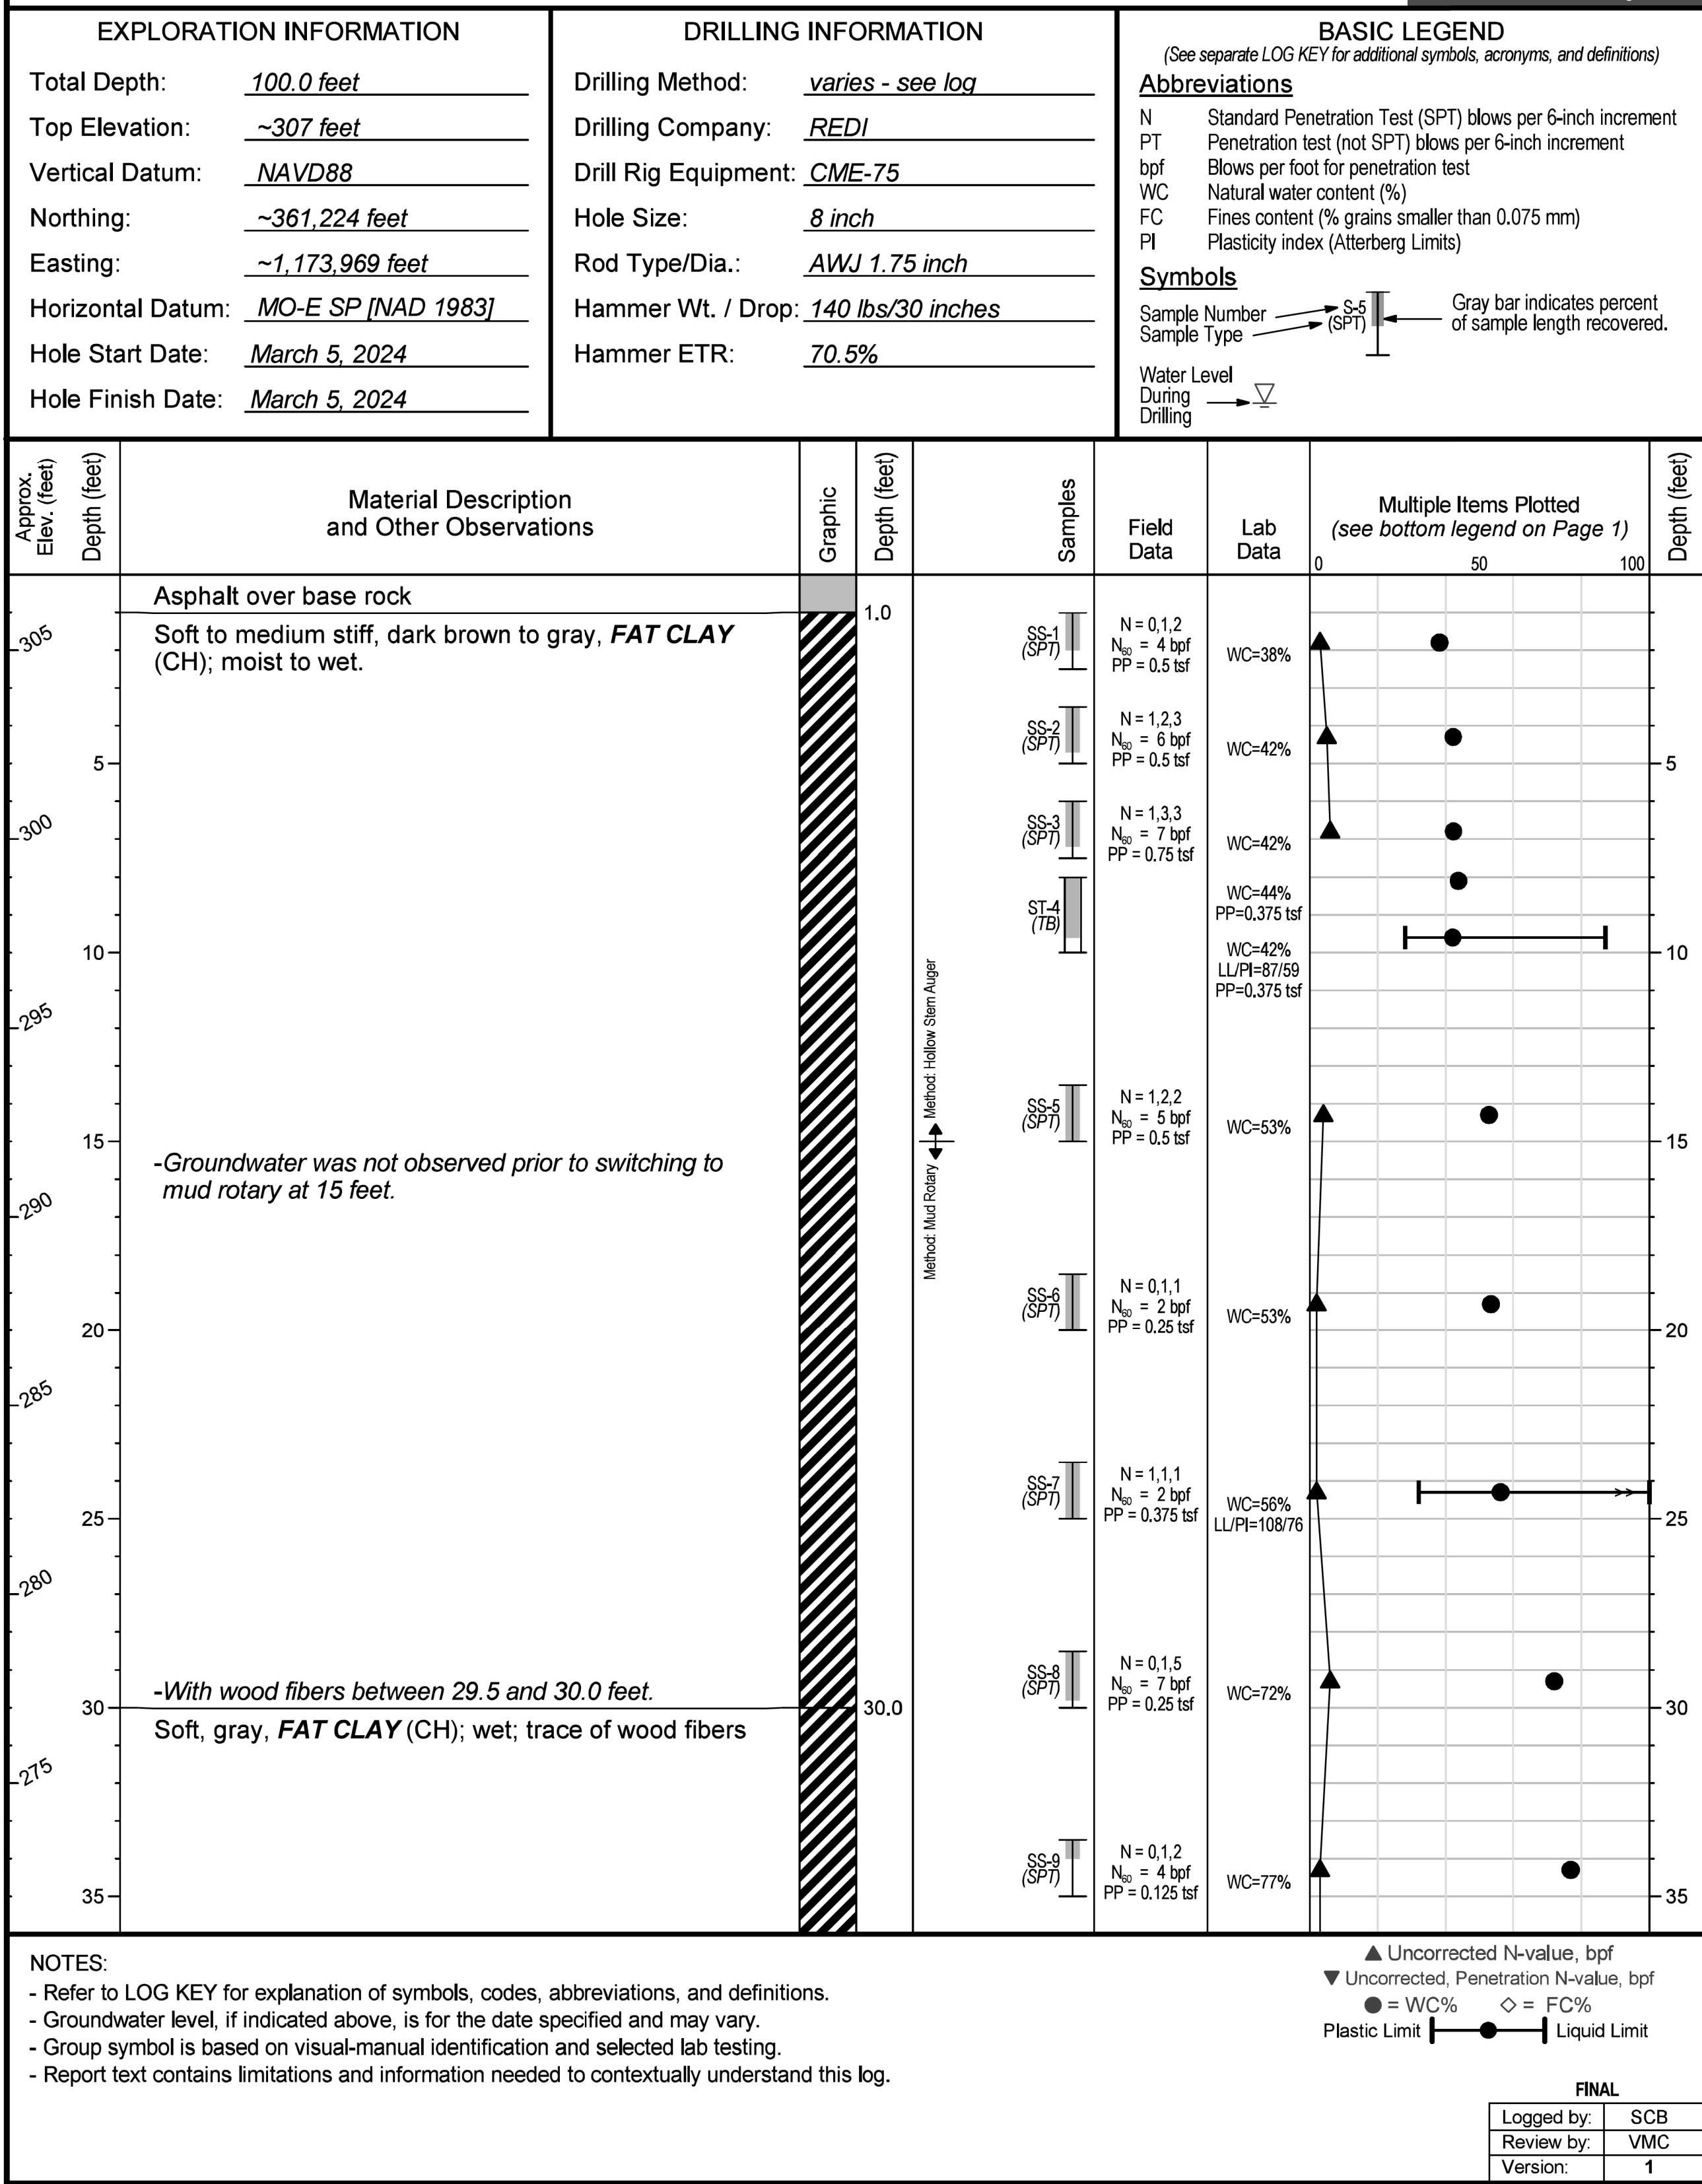 EXPLORATION INFORMATION
Total Depth: 100.0 feet
Top Elevation: ~307 feet
Vertical Datum: NAVD88
Northing: ~361,224 feet
Easting: ~1,173,969 feet
Horizontal Datum: MO-E SP [NAD 1983]
Hole Start Date: March 5, 2024
Hole Finish Date: March 5, 2024
DRILLING INFORMATION
Drilling Method: varies - see log
Drilling Company: REDI
Drill Rig Equipment: CME-75
Hole Size: 8 inch
Rod Type/Dia.: AWJ 1.75 inch
Hammer Wt. / Drop: 140 lbs/30 inches
Hammer ETR: 70.5%
BASIC LEGEND
(See separate LOG KEY for additional symbols, acronyms, and definitions)
Abbreviations
N Standard Penetration Test (SPT) blows per 6-inch increment
PT Penetration test (not SPT) blows per 6-inch increment
bpf Blows per foot for penetration test
WC Natural water content (%)
FC Fines content (% grains smaller than 0.075 mm)
PI Plasticity index (Atterberg Limits)
Symbols
Sample Number
Sample Type
S-5
(SPT)
Gray bar indicates percent
of sample length recovered.
Water Level
During
Drilling
Approx.
Elev. (feet)
Depth (feet)
Material Description
and Other Observations
Graphic
Depth (feet)
Samples
Field
Data
Lab
Data
Multiple Items Plotted
(see bottom legend on Page 1)
0 50 100
Depth (feet)
305
300
295
290
285
280
275
5
10
15
20
25
30
35
Asphalt over base rock
1.0
Soft to medium stiff, dark brown to gray, FAT CLAY
(CH); moist to wet.
-Groundwater was not observed prior to switching to
mud rotary at 15 feet.
-With wood fibers between 29.5 and 30.0 feet.
30.0
Soft, gray, FAT CLAY (CH); wet; trace of wood fibers
Method: Hollow Stem Auger
Method: Mud Rotary
SS-1
(SPT)
N = 0,1,2
N60 = 4 bpf
PP = 0.5 tsf
WC=38%
SS-2
(SPT)
N = 1,2,3
N60 = 6 bpf
PP = 0.5 tsf
WC=42%
SS-3
(SPT)
N = 1,3,3
N60 = 7 bpf
PP = 0.75 tsf
WC=42%
ST-4
(TB)
WC=44%
PP=0.375 tsf
WC=42%
LL/PI=87/59
PP=0.375 tsf
SS-5
(SPT)
N = 1,2,2
N60 = 5 bpf
PP = 0.5 tsf
WC=53%
SS-6
(SPT)
N = 0,1,1
N60 = 2 bpf
PP = 0.25 tsf
WC=53%
SS-7
(SPT)
N = 1,1,1
N60 = 2 bpf
PP = 0.375 tsf
WC=56%
LL/PI=108/76
SS-8
(SPT)
N = 0,1,5
N60 = 7 bpf
PP = 0.25 tsf
WC=72%
SS-9
(SPT)
N = 0,1,2
N60 = 4 bpf
PP = 0.125 tsf
WC=77%
5
10
15
20
25
30
35
NOTES:
- Refer to LOG KEY for explanation of symbols, codes, abbreviations, and definitions.
- Groundwater level, if indicated above, is for the date specified and may vary.
- Group symbol is based on visual-manual identification and selected lab testing.
- Report text contains limitations and information needed to contextually understand this log.
▲ Uncorrected N-value, bpf
▼ Uncorrected, Penetration N-value, bpf
● = WC% ◇ = FC%
Plastic Limit Liquid Limit
FINAL
Logged by: SCB
Review by: VMC
Version: 1